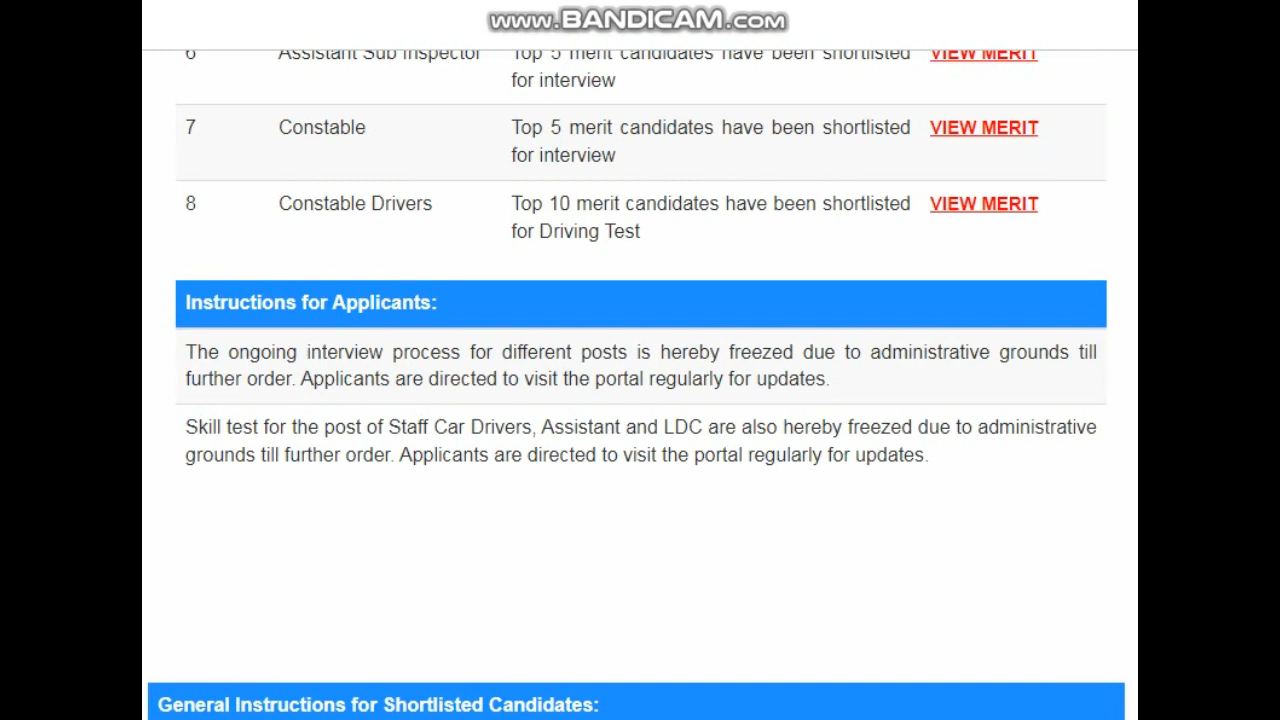 www.BANDICAM.com
6 Assistant Sub Inspector Top 5 merit candidates have been shortlisted VIEW MERIT
for interview
7 Constable Top 5 merit candidates have been shortlisted VIEW MERIT
for interview
8 Constable Drivers Top 10 merit candidates have been shortlisted VIEW MERIT
for Driving Test
Instructions for Applicants:
The ongoing interview process for different posts is hereby freezed due to administrative grounds till
further order. Applicants are directed to visit the portal regularly for updates.
Skill test for the post of Staff Car Drivers, Assistant and LDC are also hereby freezed due to administrative
grounds till further order. Applicants are directed to visit the portal regularly for updates.
General Instructions for Shortlisted Candidates: